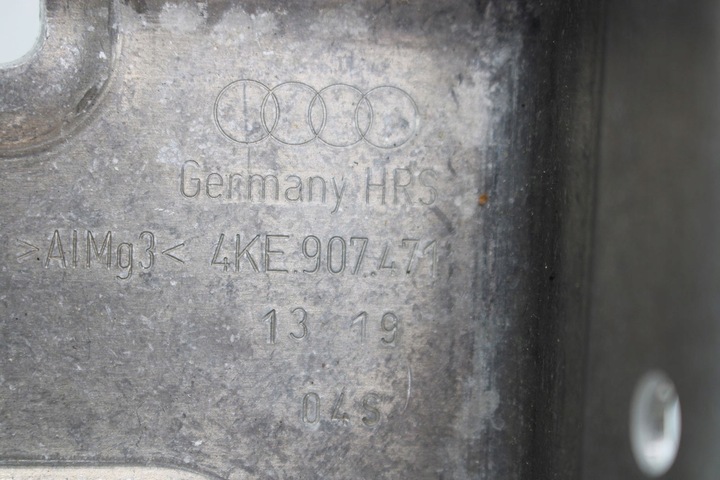 Germany HRS
>AlMg3< 4KE.907.471
13 19
04S